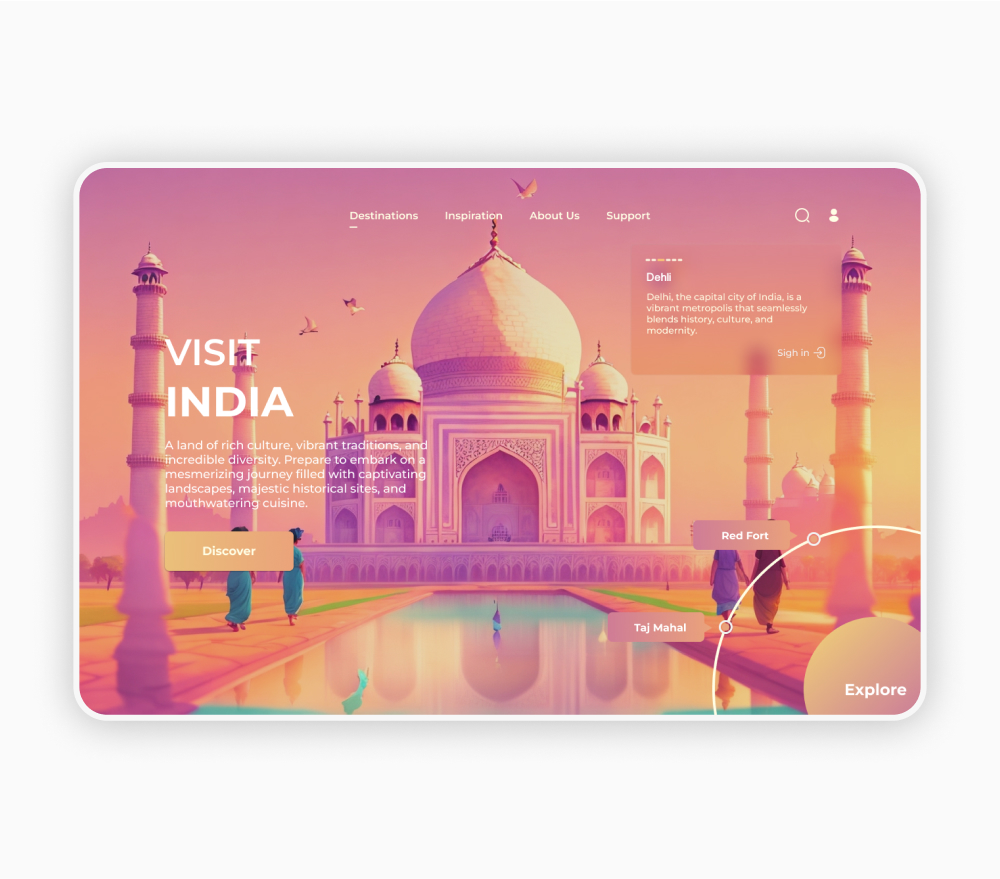 Destinations Inspiration About Us Support
Dehli
Delhi, the capital city of India, is a
vibrant metropolis that seamlessly
blends history, culture, and
modernity.
Sigh in
VISIT
INDIA
A land of rich culture, vibrant traditions, and
incredible diversity. Prepare to embark on a
mesmerizing journey filled with captivating
landscapes, majestic historical sites, and
mouthwatering cuisine.
Discover
Red Fort
Taj Mahal
Explore